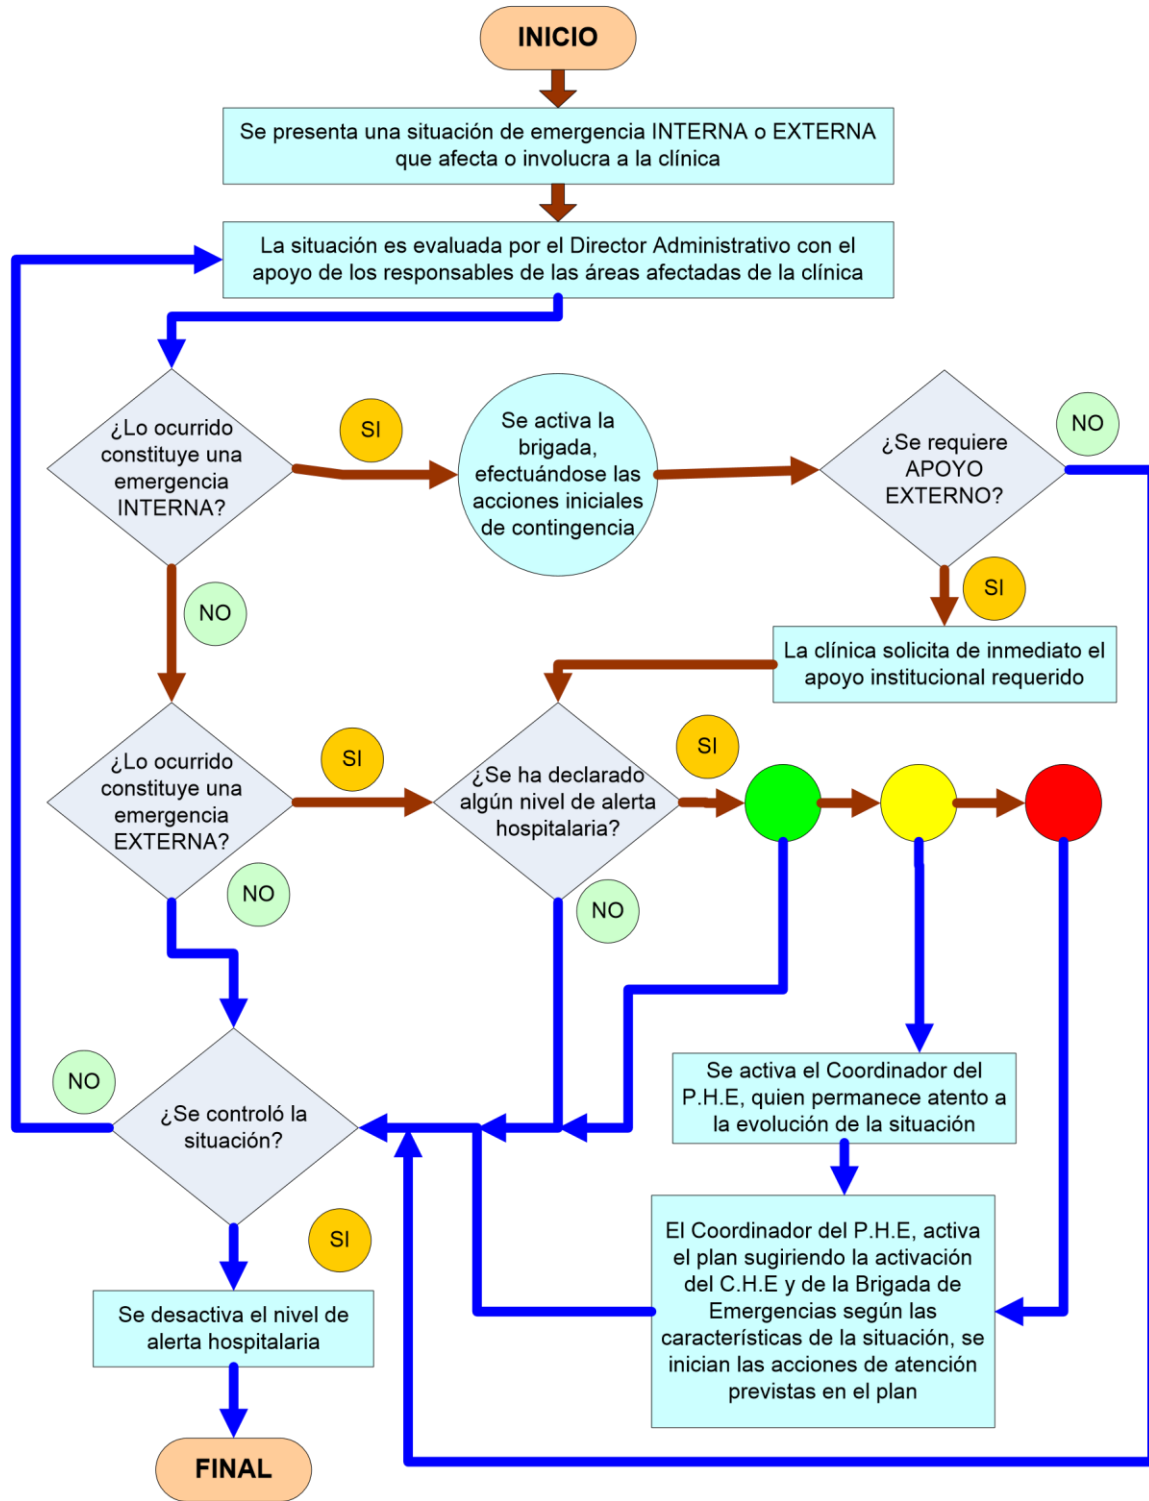 INICIO
Se presenta una situación de emergencia INTERNA o EXTERNA
que afecta o involucra a la clínica
La situación es evaluada por el Director Administrativo con el
apoyo de los responsables de las áreas afectadas de la clínica
¿Lo ocurrido
constituye una
emergencia
INTERNA?
SI
Se activa la
brigada,
efectuándose las
acciones iniciales
de contingencia
¿Se requiere
APOYO
EXTERNO?
NO
NO
SI
La clínica solicita de inmediato el
apoyo institucional requerido
¿Lo ocurrido
constituye una
emergencia
EXTERNA?
SI
¿Se ha declarado
algún nivel de alerta
hospitalaria?
SI
NO
NO
¿Se controló la
situación?
NO
Se activa el Coordinador del
P.H.E, quien permanece atento a
la evolución de la situación
SI
El Coordinador del P.H.E, activa
el plan sugiriendo la activación
del C.H.E y de la Brigada de
Emergencias según las
características de la situación, se
inician las acciones de atención
previstas en el plan
Se desactiva el nivel de
alerta hospitalaria
FINAL